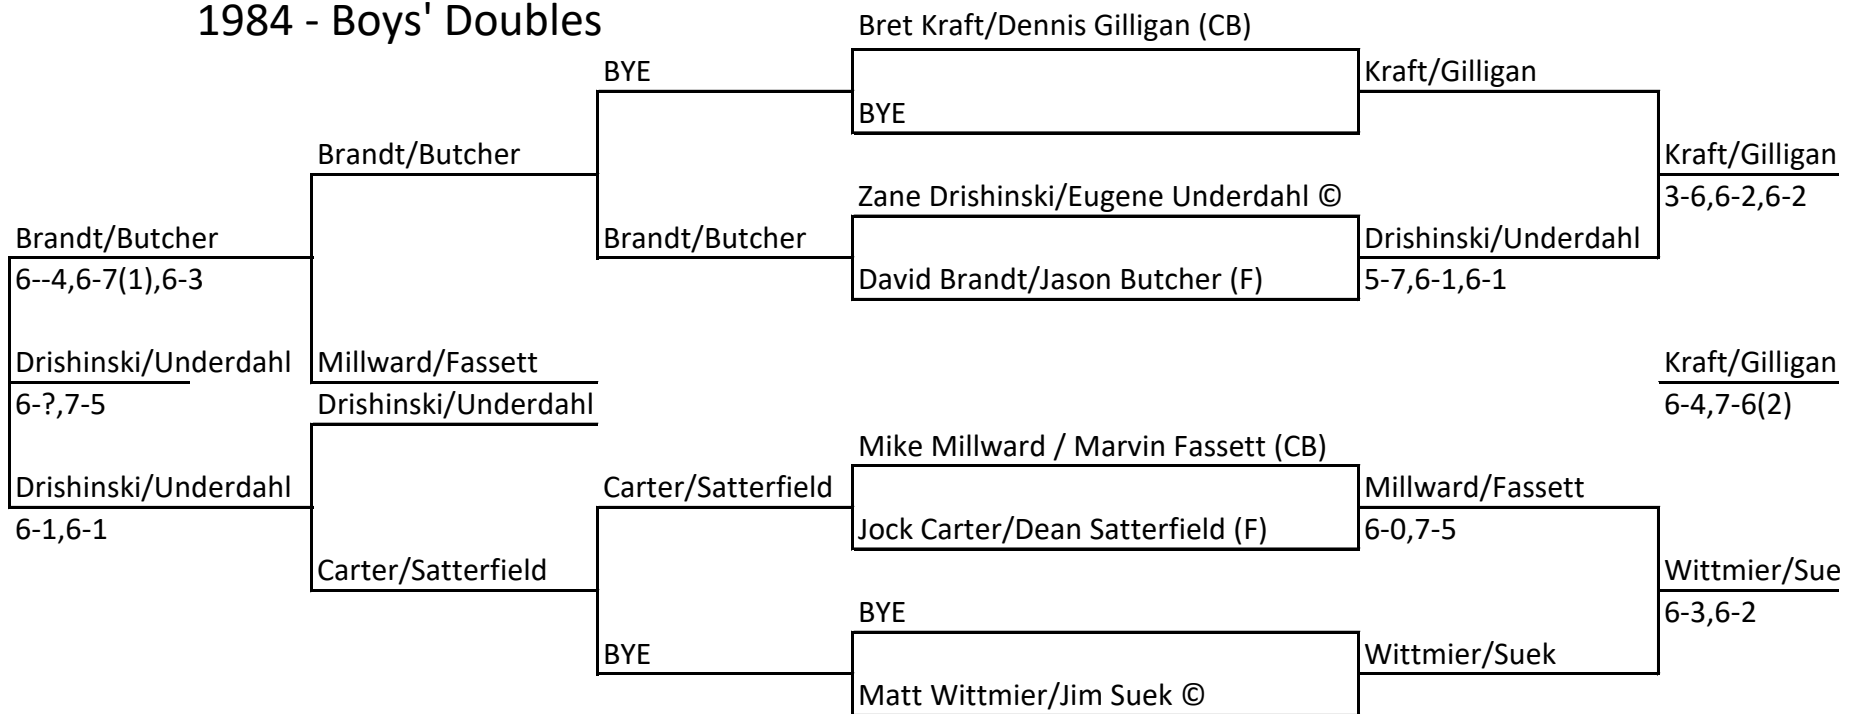 1984 - Boys' Doubles
Bret Kraft/Dennis Gilligan (CB)
BYE
Kraft/Gilligan
BYE
Brandt/Butcher
Kraft/Gilligan
Zane Drishinski/Eugene Underdahl ©
3-6,6-2,6-2
Brandt/Butcher
Brandt/Butcher
Drishinski/Underdahl
6--4,6-7(1),6-3
David Brandt/Jason Butcher (F)
5-7,6-1,6-1
Drishinski/Underdahl
Millward/Fassett
Kraft/Gilligan
6-?,7-5
Drishinski/Underdahl
6-4,7-6(2)
Mike Millward / Marvin Fassett (CB)
Drishinski/Underdahl
Carter/Satterfield
Millward/Fassett
6-1,6-1
Jock Carter/Dean Satterfield (F)
6-0,7-5
Carter/Satterfield
Wittmier/Sue
BYE
6-3,6-2
BYE
Wittmier/Suek
Matt Wittmier/Jim Suek ©